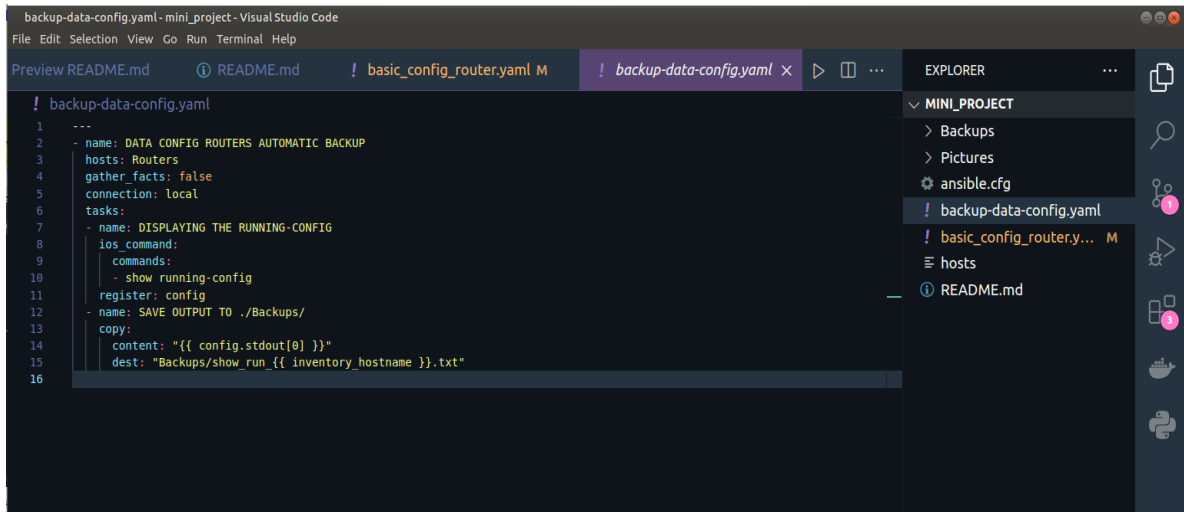 backup-data-config.yaml - mini_project - Visual Studio Code
File Edit Selection View Go Run Terminal Help
Preview README.md README.md ! basic_config_router.yaml M ! backup-data-config.yaml
! backup-data-config.yaml
1 ---
2 - name: DATA CONFIG ROUTERS AUTOMATIC BACKUP
3 hosts: Routers
4 gather_facts: false
5 connection: local
6 tasks:
7 - name: DISPLAYING THE RUNNING-CONFIG
8 ios_command:
9 commands:
10 - show running-config
11 register: config
12 - name: SAVE OUTPUT TO ./Backups/
13 copy:
14 content: "{{ config.stdout[0] }}"
15 dest: "Backups/show_run_{{ inventory_hostname }}.txt"
16
EXPLORER
MINI_PROJECT
Backups
Pictures
ansible.cfg
! backup-data-config.yaml
! basic_config_router.y... M
hosts
README.md
1
3